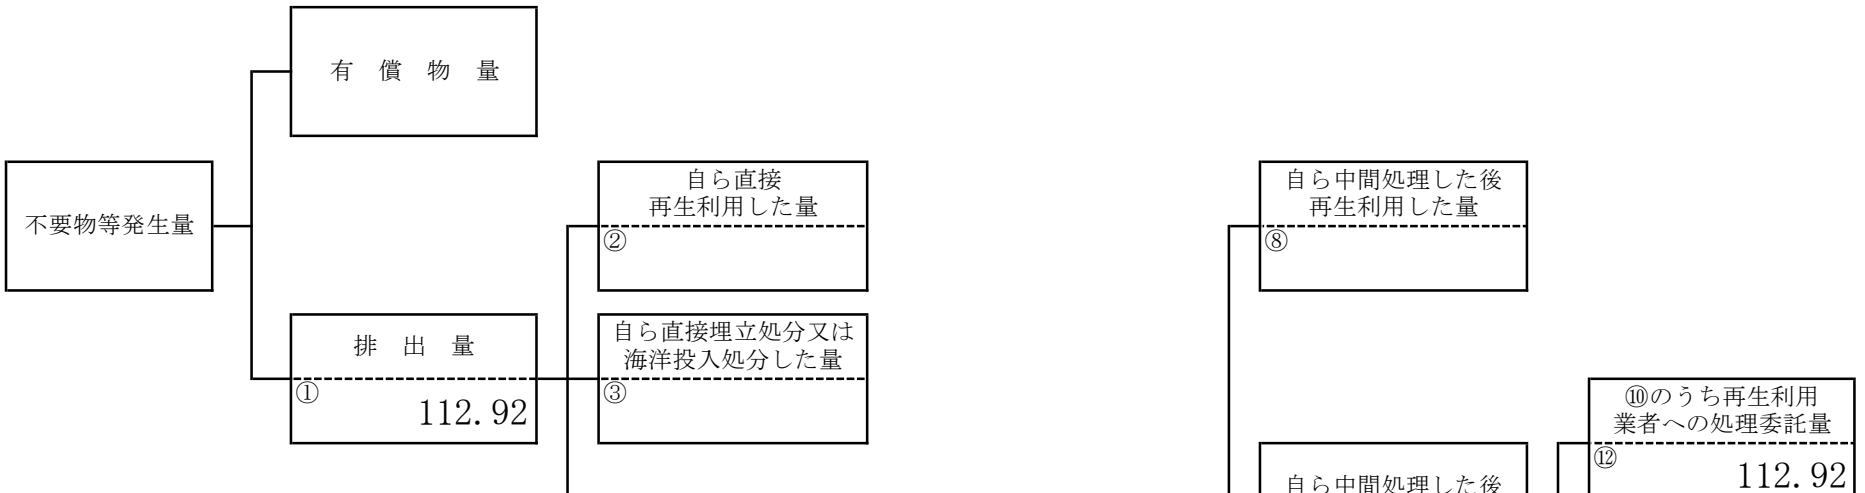 有　償　物　量
不要物等発生量
自ら直接
再生利用した量
②
自ら中間処理した後
再生利用した量
⑧
排　出　量
①
112.92
自ら直接埋立処分又は
海洋投入処分した量
③
⑩のうち再生利用
業者への処理委託量
⑫
112.92
自ら中間処理した後